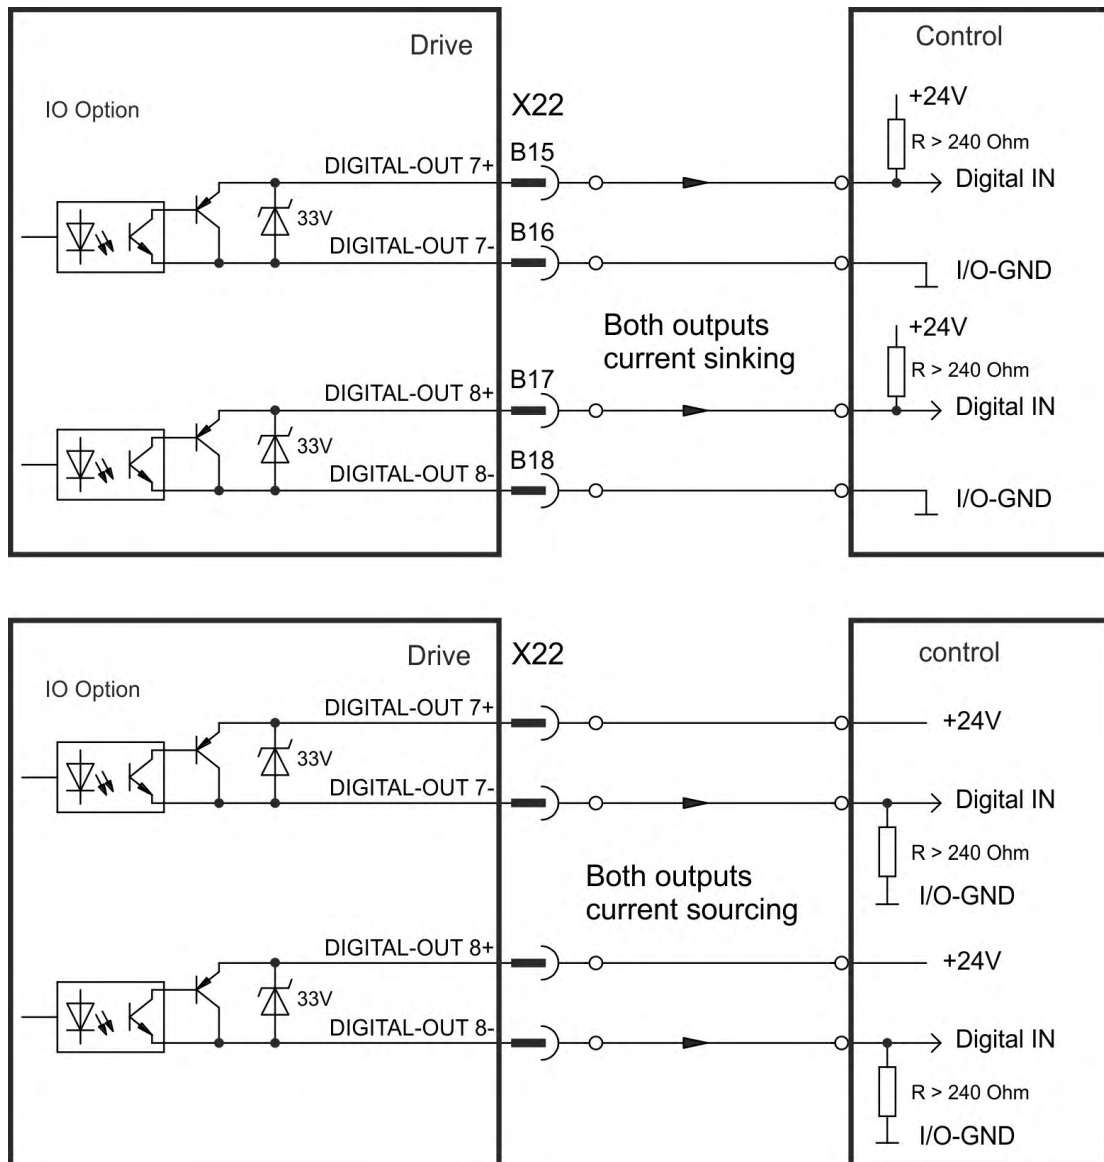 Drive
Control
IO Option
X22
+24V
R > 240 Ohm
DIGITAL-OUT 7+
B15
Digital IN
33V
DIGITAL-OUT 7-
B16
I/O-GND
Both outputs
current sinking
+24V
R > 240 Ohm
DIGITAL-OUT 8+
B17
Digital IN
33V
DIGITAL-OUT 8-
B18
I/O-GND
Drive
X22
control
IO Option
DIGITAL-OUT 7+
+24V
33V
DIGITAL-OUT 7-
Digital IN
R > 240 Ohm
I/O-GND
Both outputs
current sourcing
DIGITAL-OUT 8+
+24V
33V
DIGITAL-OUT 8-
Digital IN
R > 240 Ohm
I/O-GND